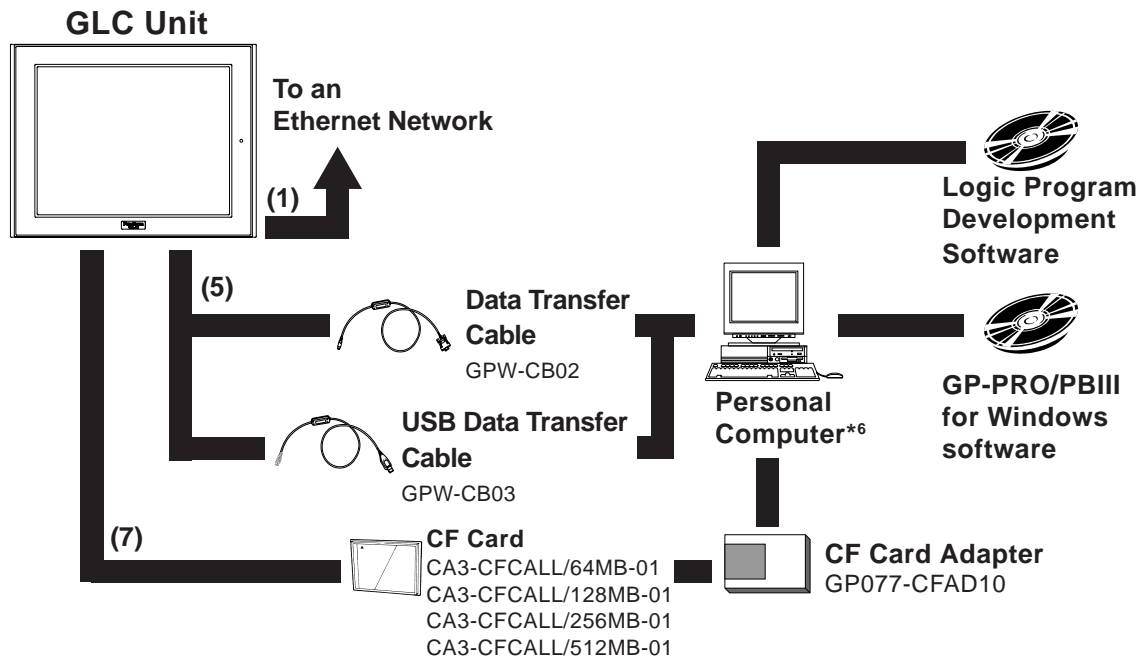 GLC Unit
To an
Ethernet Network
(1)
(5)
Data Transfer
Cable
GPW-CB02
USB Data Transfer
Cable
GPW-CB03
(7)
CF Card
CA3-CFCALL/64MB-01
CA3-CFCALL/128MB-01
CA3-CFCALL/256MB-01
CA3-CFCALL/512MB-01
Logic Program
Development
Software
Personal
Computer*6
GP-PRO/PBIII
for Windows
software
CF Card Adapter
GP077-CFAD10